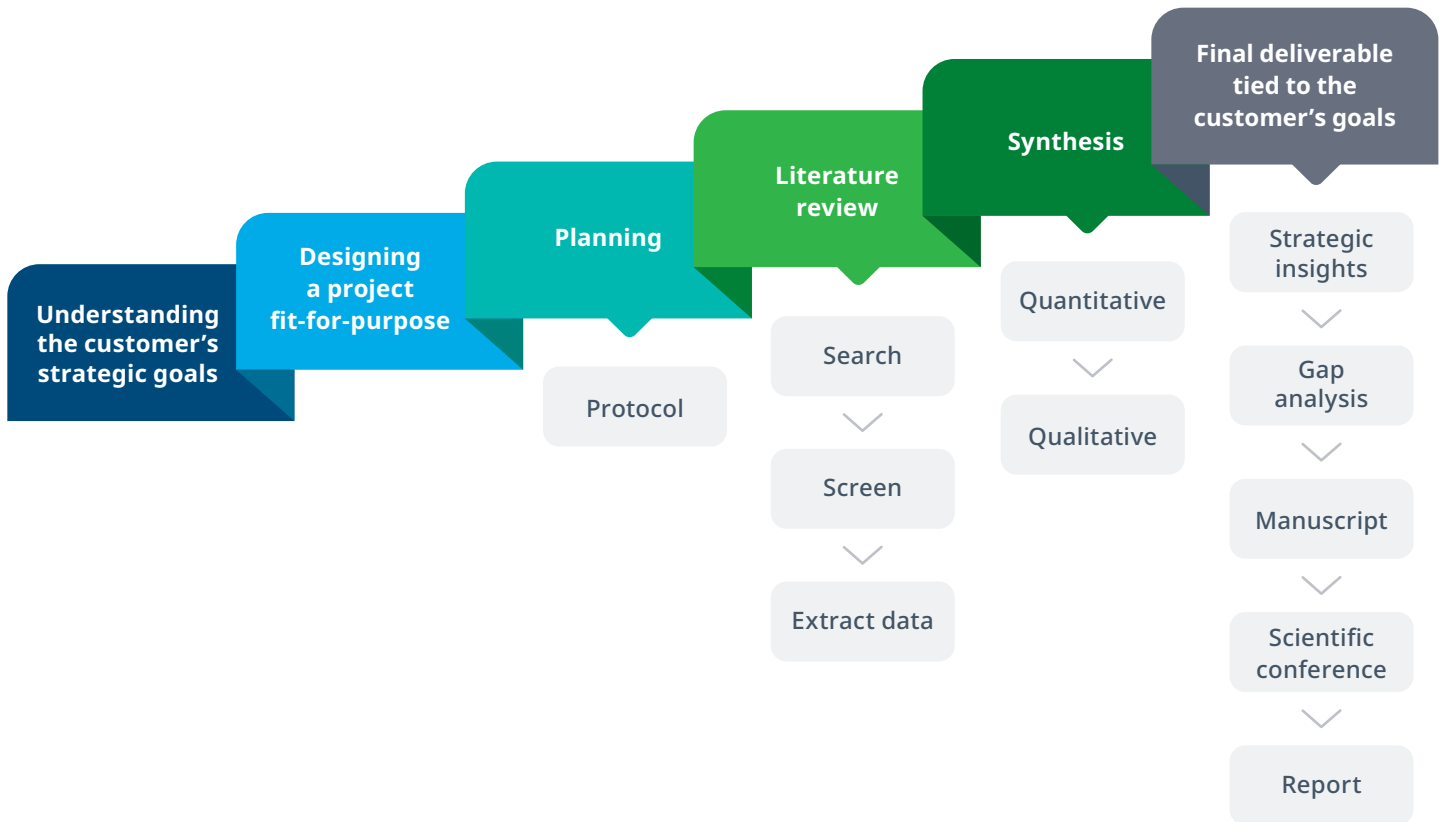 Understanding
the customer's
strategic goals
Designing
a project
fit-for-purpose
Planning
Protocol
Literature
review
Search
Screen
Extract data
Synthesis
Quantitative
Qualitative
Final deliverable
tied to the
customer's goals
Strategic
insights
Gap
analysis
Manuscript
Scientific
conference
Report